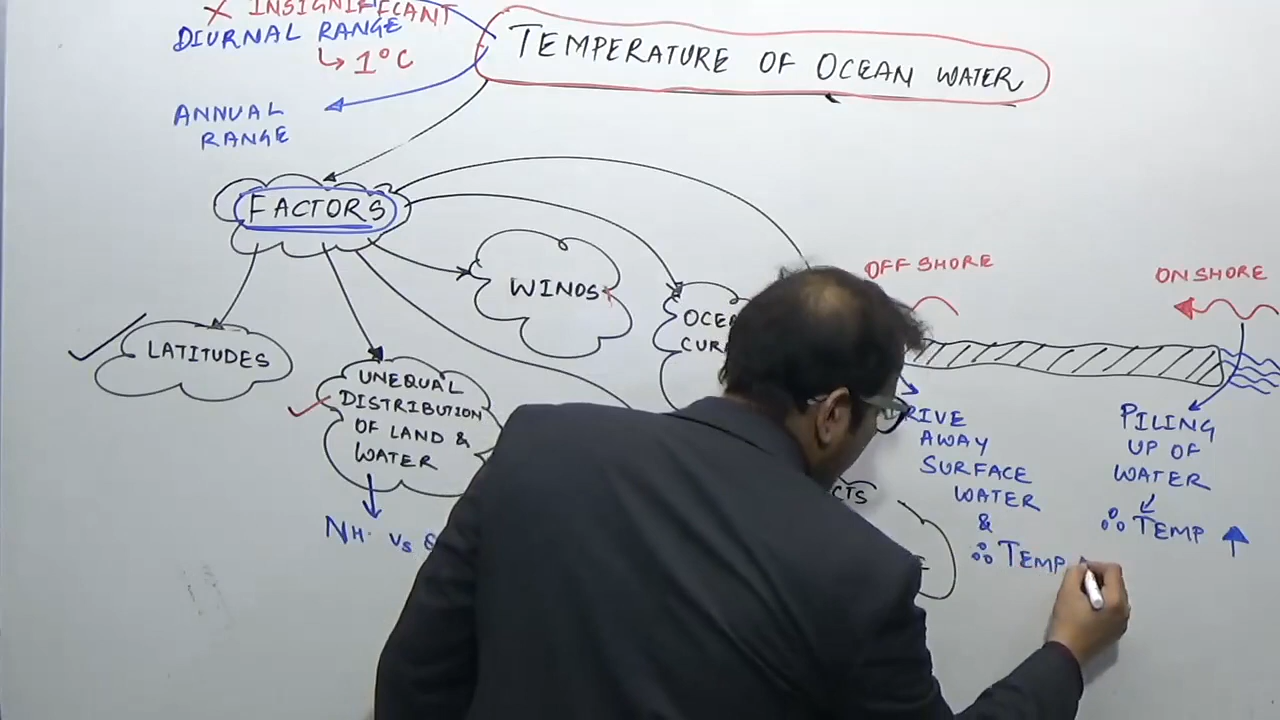 X INSIGNIFICANT
DIURNAL RANGE
↳ 1°C
TEMPERATURE OF OCEAN WATER
ANNUAL
RANGE
FACTORS
LATITUDES
UNEQUAL
DISTRIBUTION
OF LAND &
WATER
NH. Vs
WINDS
OFF SHORE
ON SHORE
AWAY
SURFACE
WATER
&
∴ TEMP
PILING
UP OF
WATER
∴ TEMP ↑